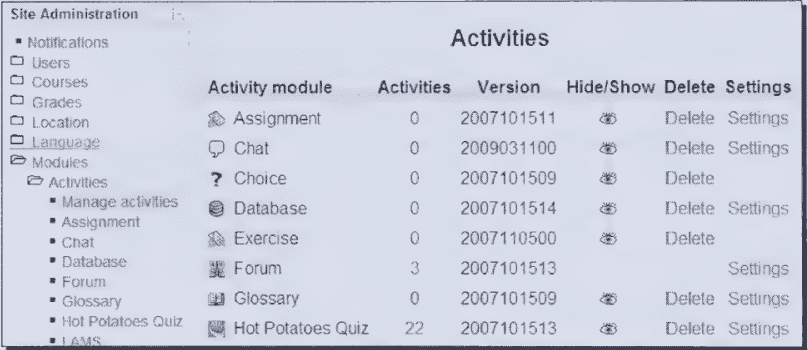 Site Administration
Notifications
Users
Courses
Grades
Location
Language
Modules
Activities
Manage activities
Assignment
Chat
Database
Forum
Glossary
Hot Potatoes Quiz
LAMS
Activities
Activity module Activities Version Hide/Show Delete Settings
Assignment 0 2007101511 Delete Settings
Chat 0 2009031100 Delete Settings
Choice 0 2007101509 Delete
Database 0 2007101514 Delete Settings
Exercise 0 2007110500 Delete
Forum 3 2007101513 Settings
Glossary 0 2007101509 Delete Settings
Hot Potatoes Quiz 22 2007101513 Delete Settings